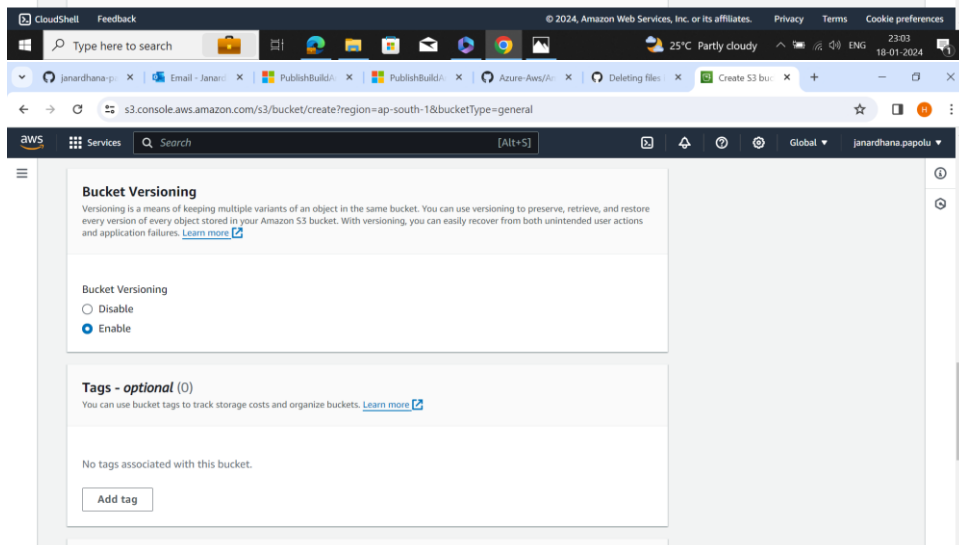 CloudShell Feedback © 2024, Amazon Web Services, Inc. or its affiliates. Privacy Terms Cookie preferences
Type here to search 25°C Partly cloudy ENG 23:03
18-01-2024
janardhana-p Email - Janard PublishBuildA PublishBuildA Azure-Aws/A Deleting files Create S3 buc
s3.console.aws.amazon.com/s3/bucket/create?region=ap-south-1&bucketType=general H
aws Services Search [Alt+S] Global janardhana.papolu
Bucket Versioning
Versioning is a means of keeping multiple variants of an object in the same bucket. You can use versioning to preserve, retrieve, and restore
every version of every object stored in your Amazon S3 bucket. With versioning, you can easily recover from both unintended user actions
and application failures. Learn more
Bucket Versioning
Disable
Enable
Tags - optional (0)
You can use bucket tags to track storage costs and organize buckets. Learn more
No tags associated with this bucket.
Add tag